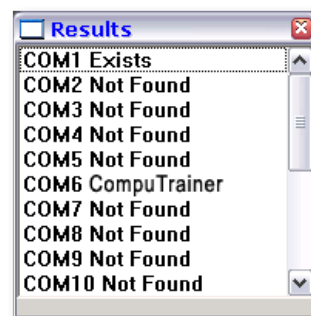 Results
COM1 Exists
COM2 Not Found
COM3 Not Found
COM4 Not Found
COM5 Not Found
COM6 CompuTrainer
COM7 Not Found
COM8 Not Found
COM9 Not Found
COM10 Not Found